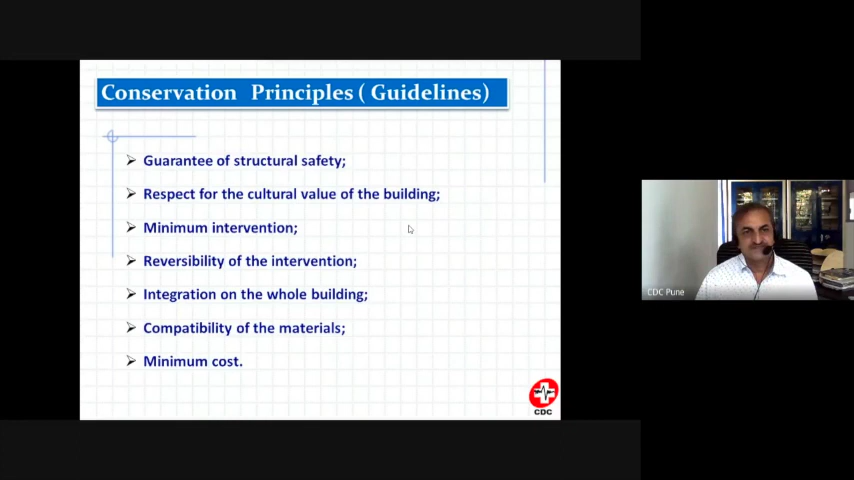 Conservation Principles ( Guidelines)
Guarantee of structural safety;
Respect for the cultural value of the building;
Minimum intervention;
Reversibility of the intervention;
Integration on the whole building;
Compatibility of the materials;
Minimum cost.
CDC
CDC Pune